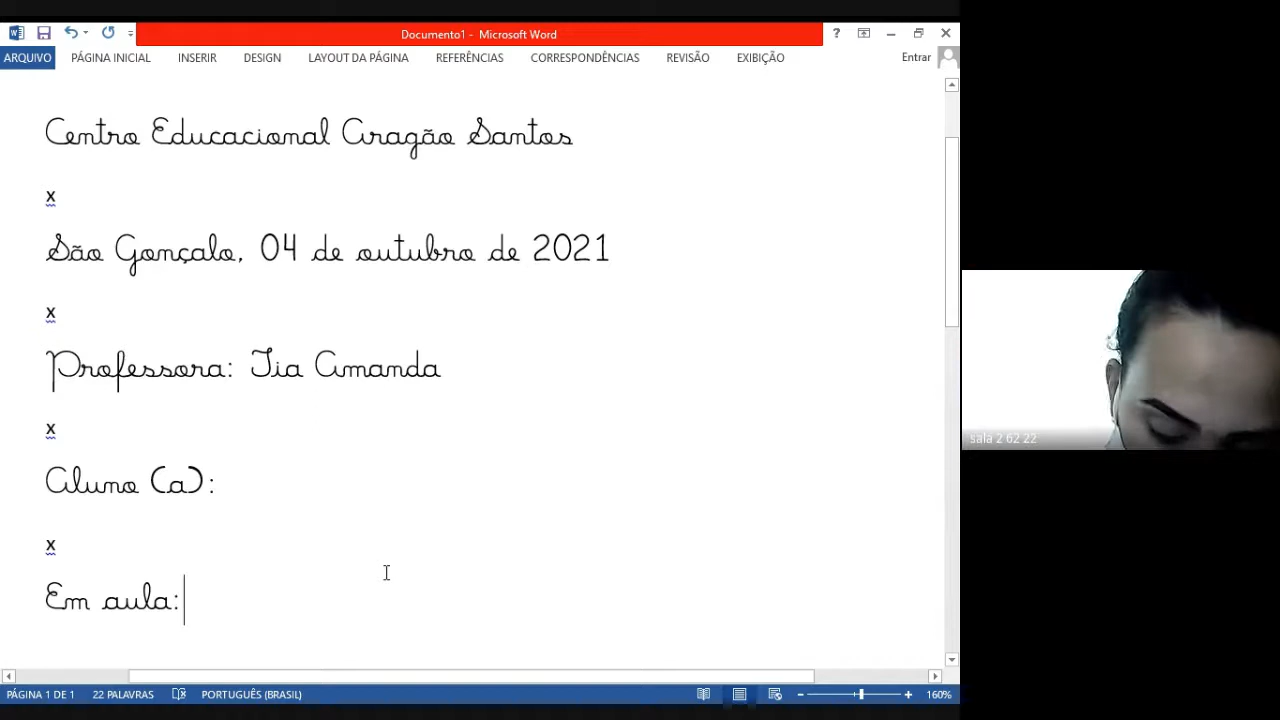 Documento1 - Microsoft Word
?
ARQUIVO PÁGINA INICIAL INSERIR DESIGN LAYOUT DA PÁGINA REFERÊNCIAS CORRESPONDÊNCIAS REVISÃO EXIBIÇÃO Entrar
Centro Educacional Aragão Santos
x
São Gonçalo, 04 de outubro de 2021
x
Professora: Tia Amanda
x
Aluno (a):
x
Em aula:
sala 2 62 22
PÁGINA 1 DE 1 22 PALAVRAS PORTUGUÊS (BRASIL) 160%